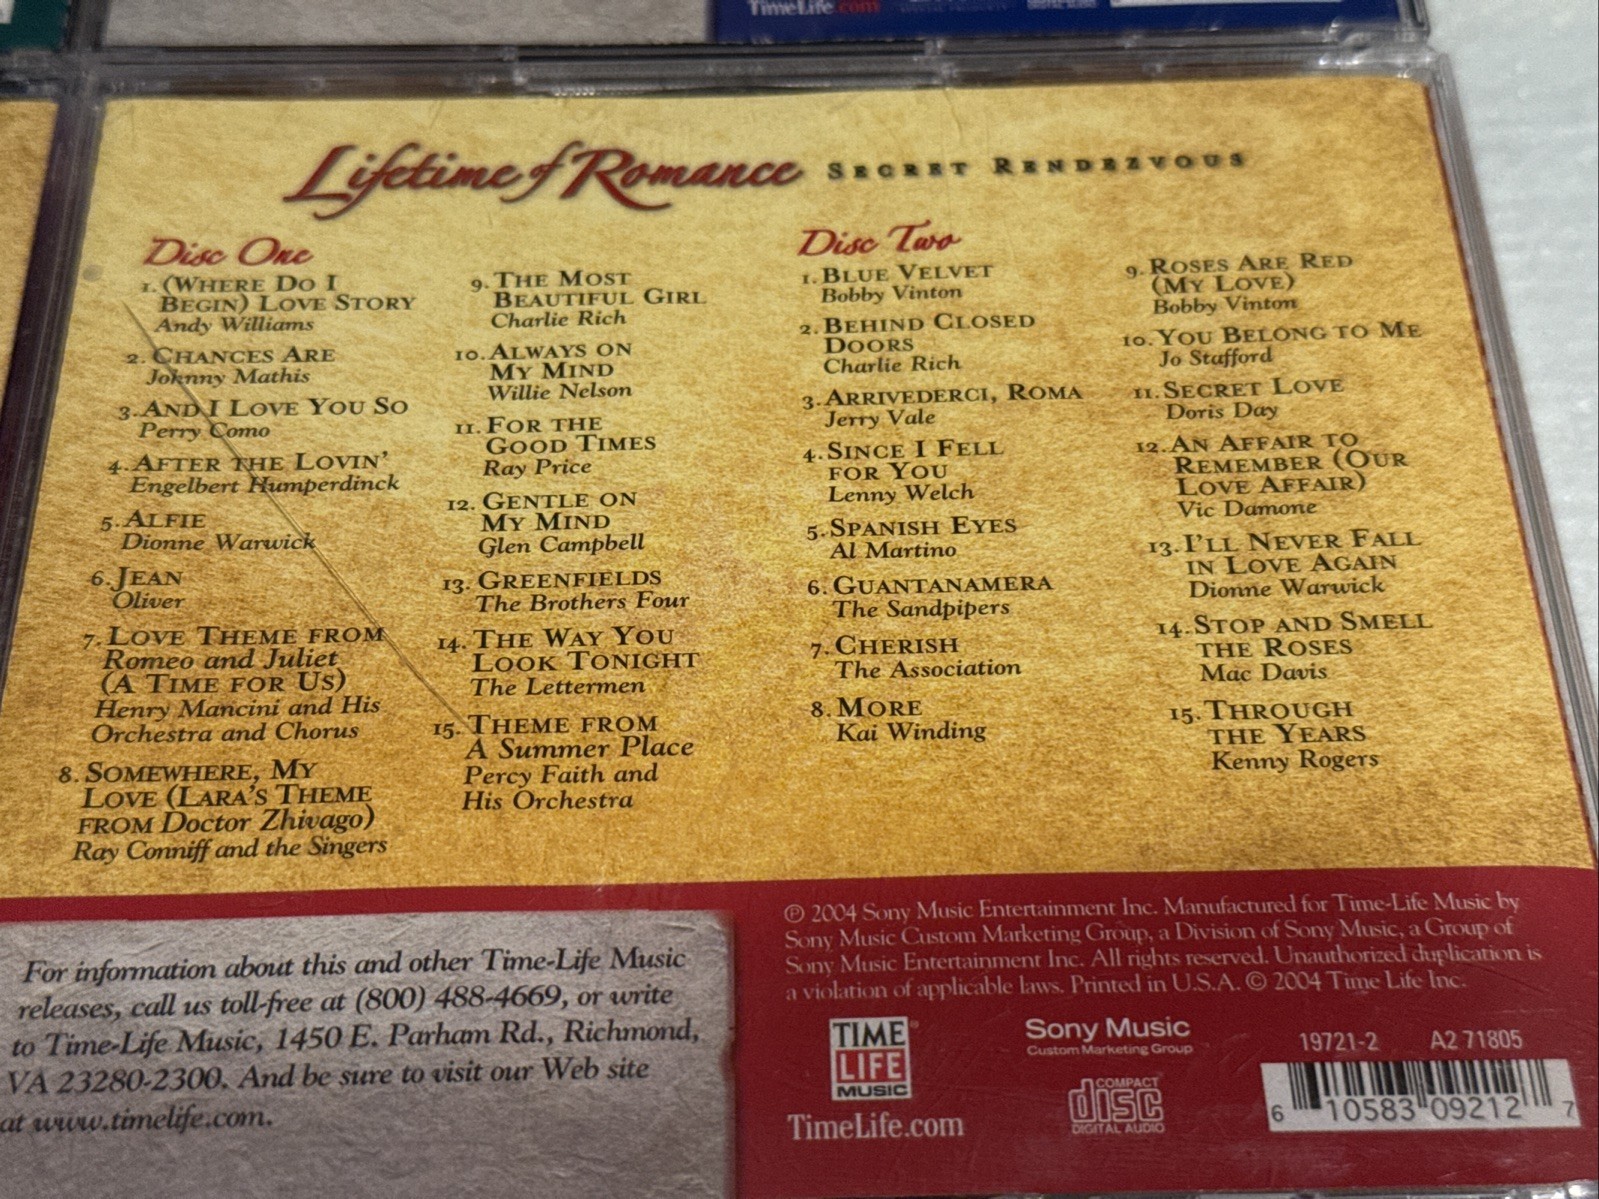 TimeLife.com
Lifetime of Romance SECRET RENDEZVOUS
Disc One
1. (WHERE DO I
BEGIN) LOVE STORY
Andy Williams
2. CHANCES ARE
Johnny Mathis
3. AND I LOVE YOU SO
Perry Como
4. AFTER THE LOVIN'
Engelbert Humperdinck
5. ALFIE
Dionne Warwick
6. JEAN
Oliver
7. LOVE THEME FROM
Romeo and Juliet
(A TIME FOR US)
Henry Mancini and His
Orchestra and Chorus
8. SOMEWHERE, MY
LOVE (LARA'S THEME
FROM Doctor Zhivago)
Ray Conniff and the Singers
9. THE MOST
BEAUTIFUL GIRL
Charlie Rich
10. ALWAYS ON
MY MIND
Willie Nelson
11. FOR THE
GOOD TIMES
Ray Price
12. GENTLE ON
MY MIND
Glen Campbell
13. GREENFIELDS
The Brothers Four
14. THE WAY YOU
LOOK TONIGHT
The Lettermen
15. THEME FROM
A Summer Place
Percy Faith and
His Orchestra
Disc Two
1. BLUE VELVET
Bobby Vinton
2. BEHIND CLOSED
DOORS
Charlie Rich
3. ARRIVEDERCI, ROMA
Jerry Vale
4. SINCE I FELL
FOR YOU
Lenny Welch
5. SPANISH EYES
Al Martino
6. GUANTANAMERA
The Sandpipers
7. CHERISH
The Association
8. MORE
Kai Winding
9. ROSES ARE RED
(MY LOVE)
Bobby Vinton
10. YOU BELONG TO ME
Jo Stafford
11. SECRET LOVE
Doris Day
12. AN AFFAIR TO
REMEMBER (OUR
LOVE AFFAIR)
Vic Damone
13. I'LL NEVER FALL
IN LOVE AGAIN
Dionne Warwick
14. STOP AND SMELL
THE ROSES
Mac Davis
15. THROUGH
THE YEARS
Kenny Rogers
For information about this and other Time-Life Music
releases, call us toll-free at (800) 488-4669, or write
to Time-Life Music, 1450 E. Parham Rd., Richmond,
VA 23280-2300. And be sure to visit our Web site
at www.timelife.com.
℗ 2004 Sony Music Entertainment Inc. Manufactured for Time-Life Music by
Sony Music Custom Marketing Group, a Division of Sony Music, a Group of
Sony Music Entertainment Inc. All rights reserved. Unauthorized duplication is
a violation of applicable laws. Printed in U.S.A. © 2004 Time Life Inc.
TIME
LIFE
MUSIC
TimeLife.com
Sony Music
Custom Marketing Group
COMPACT
disc
DIGITAL AUDIO
19721-2 A2 71805
6 10583 09212 7